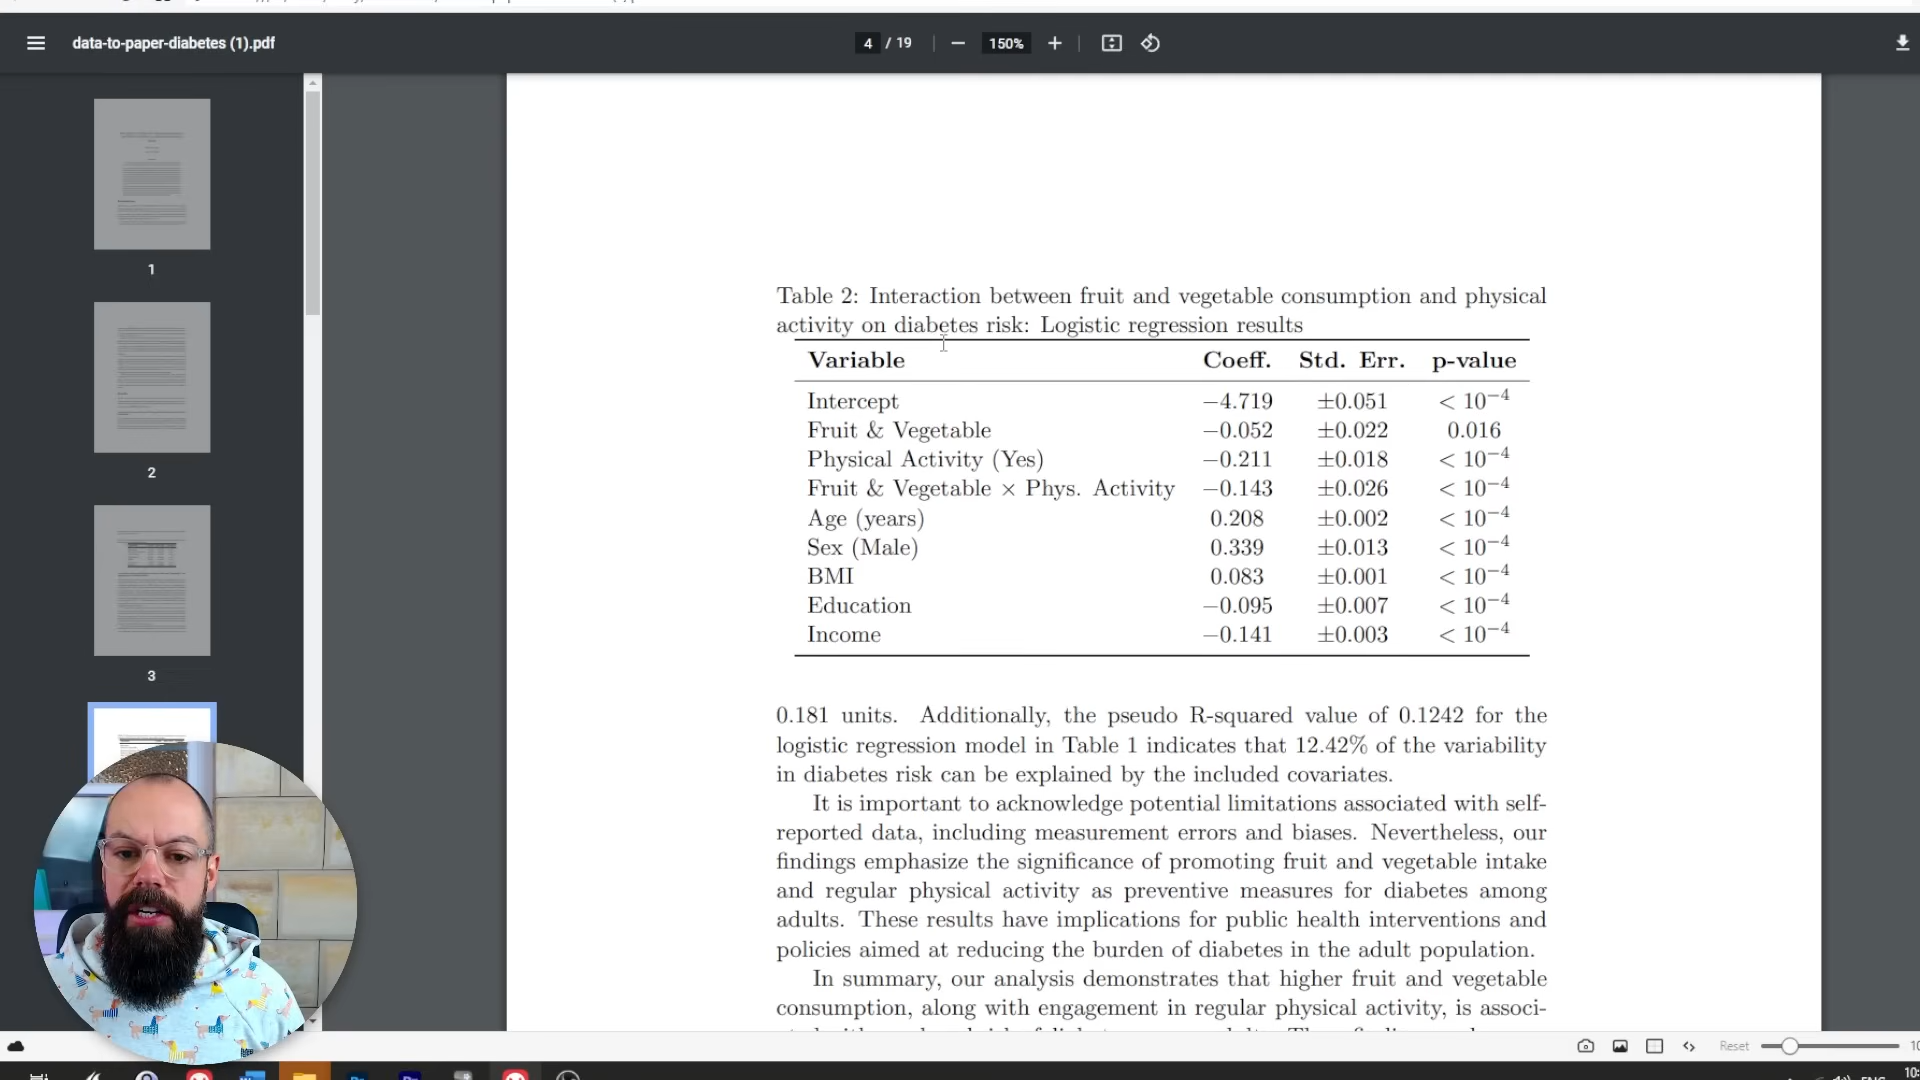 data-to-paper-diabetes (1).pdf
4 / 19
150%
1
2
3
Table 2: Interaction between fruit and vegetable consumption and physical
activity on diabetes risk: Logistic regression results
Variable Coeff. Std. Err. p-value
Intercept −4.719 ±0.051 < 10⁻⁴
Fruit & Vegetable −0.052 ±0.022 0.016
Physical Activity (Yes) −0.211 ±0.018 < 10⁻⁴
Fruit & Vegetable × Phys. Activity −0.143 ±0.026 < 10⁻⁴
Age (years) 0.208 ±0.002 < 10⁻⁴
Sex (Male) 0.339 ±0.013 < 10⁻⁴
BMI 0.083 ±0.001 < 10⁻⁴
Education −0.095 ±0.007 < 10⁻⁴
Income −0.141 ±0.003 < 10⁻⁴
0.181 units. Additionally, the pseudo R-squared value of 0.1242 for the
logistic regression model in Table 1 indicates that 12.42% of the variability
in diabetes risk can be explained by the included covariates.
It is important to acknowledge potential limitations associated with self-
reported data, including measurement errors and biases. Nevertheless, our
findings emphasize the significance of promoting fruit and vegetable intake
and regular physical activity as preventive measures for diabetes among
adults. These results have implications for public health interventions and
policies aimed at reducing the burden of diabetes in the adult population.
In summary, our analysis demonstrates that higher fruit and vegetable
consumption, along with engagement in regular physical activity, is associ-
Reset